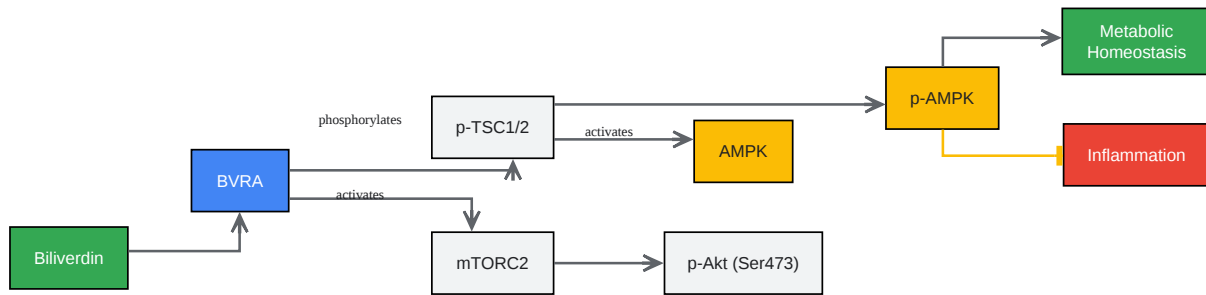 Metabolic
Homeostasis
p-AMPK
phosphorylates
p-TSC1/2
activates
AMPK
Inflammation
BVRA
activates
Biliverdin
mTORC2
p-Akt (Ser473)